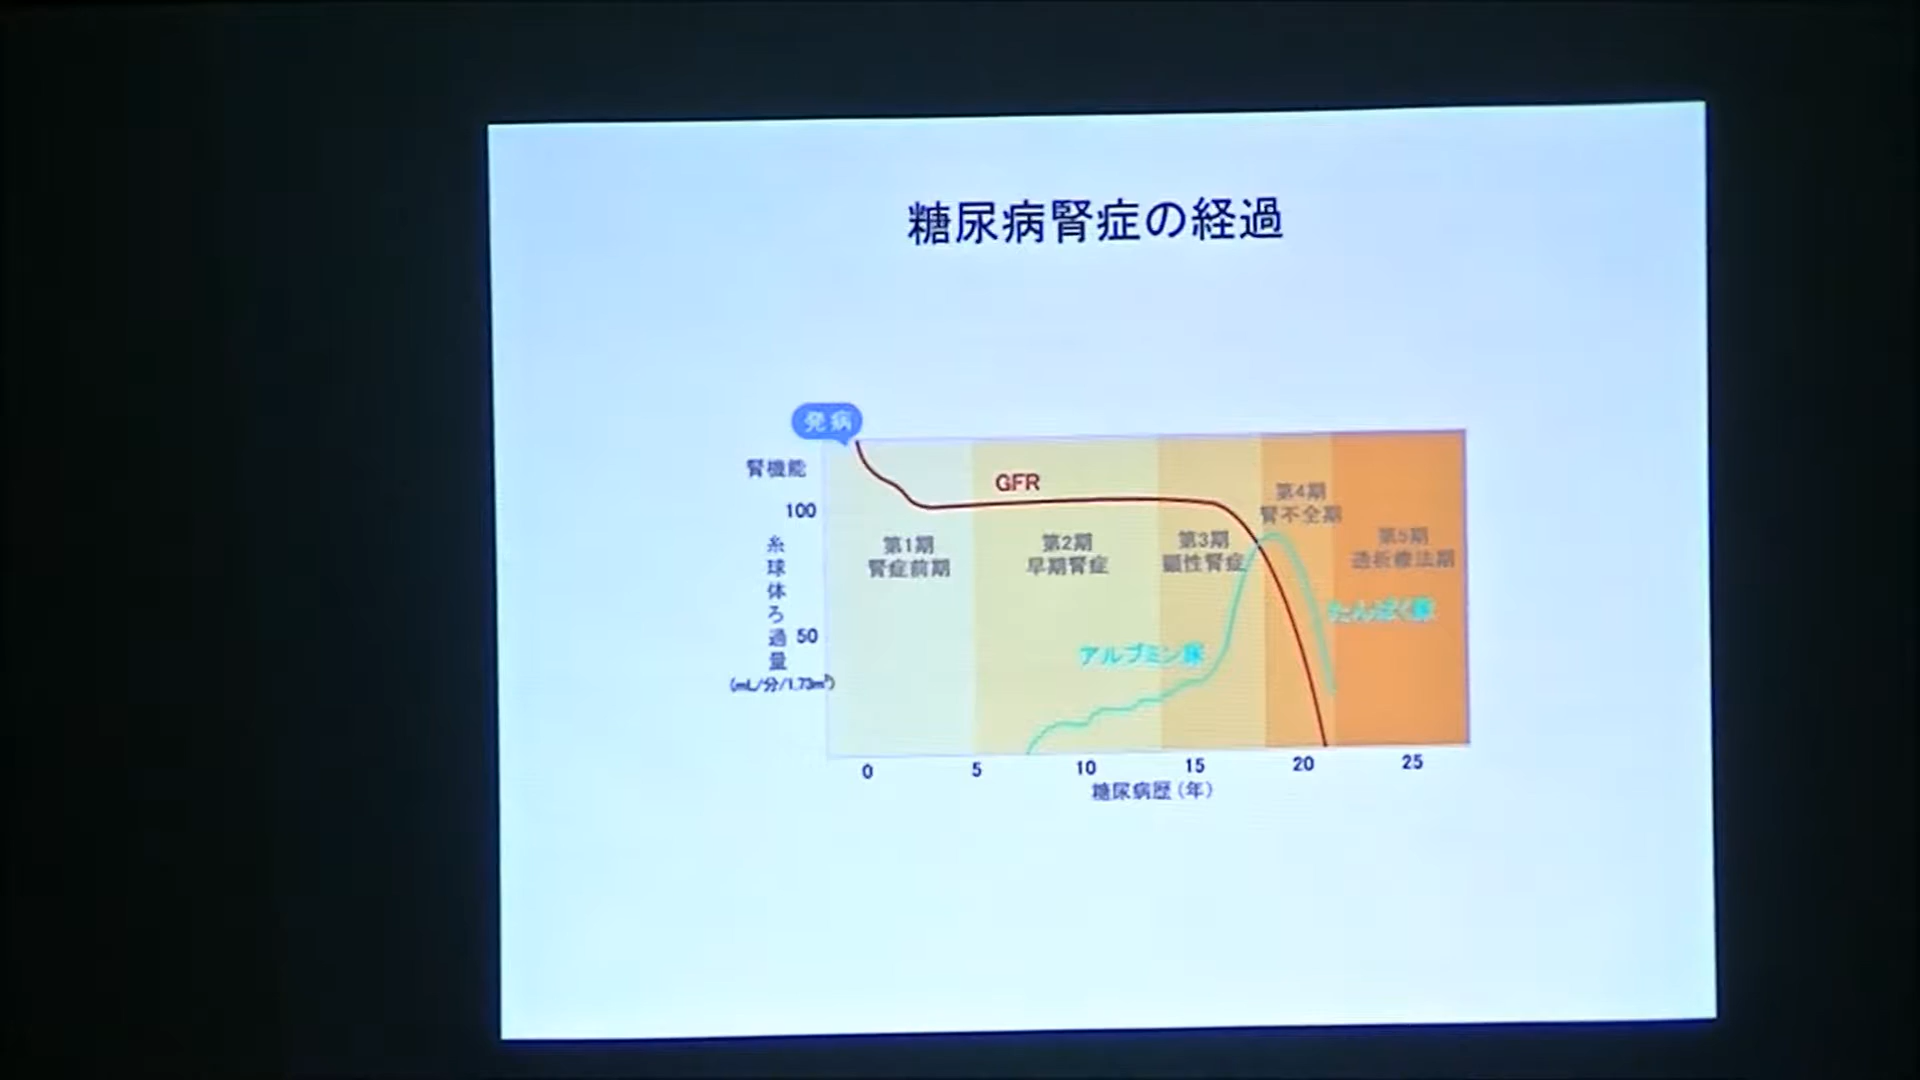 糖尿病腎症の経過
発病
腎機能
GFR
100
糸球体ろ過量
50
(mL/分/1.73m²)
第1期
腎症前期
第2期
早期腎症
第3期
顕性腎症
第4期
腎不全期
第5期
透析療法期
アルブミン尿
たんぱく尿
0 5 10 15 20 25
糖尿病歴(年)